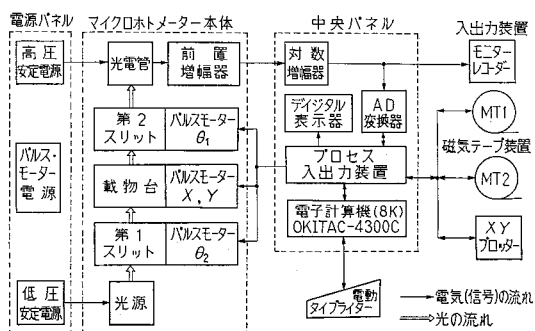 電源パネル
マイクロホトメーター本体
中央パネル
入出力装置
高圧
安定電源
光電管
前置
増幅器
対数
増幅器
モニター
レコーダー
第2
スリット
パルスモーター
θ1
ディジタル
表示器
AD
変換器
MT1
磁気テープ装置
パルス・
モーター
電源
載物台
パルスモーター
X, Y
プロセス
入出力装置
MT2
第1
スリット
パルスモーター
θ2
電子計算機(8K)
OKITAC-4300C
XY
プロッター
低圧
安定電源
光源
電動
タイプライター
電気(信号)の流れ
光の流れ